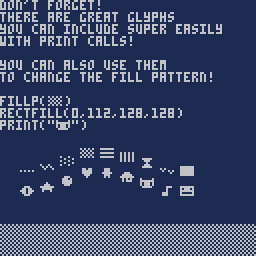 DON'T FORGET!
THERE ARE GREAT GLYPHS
YOU CAN INCLUDE SUPER EASILY
WITH PRINT CALLS!
YOU CAN ALSO USE THEM
TO CHANGE THE FILL PATTERN!
FILLP(▒)
RECTFILL(0,112,128,128)
PRINT("🐱")